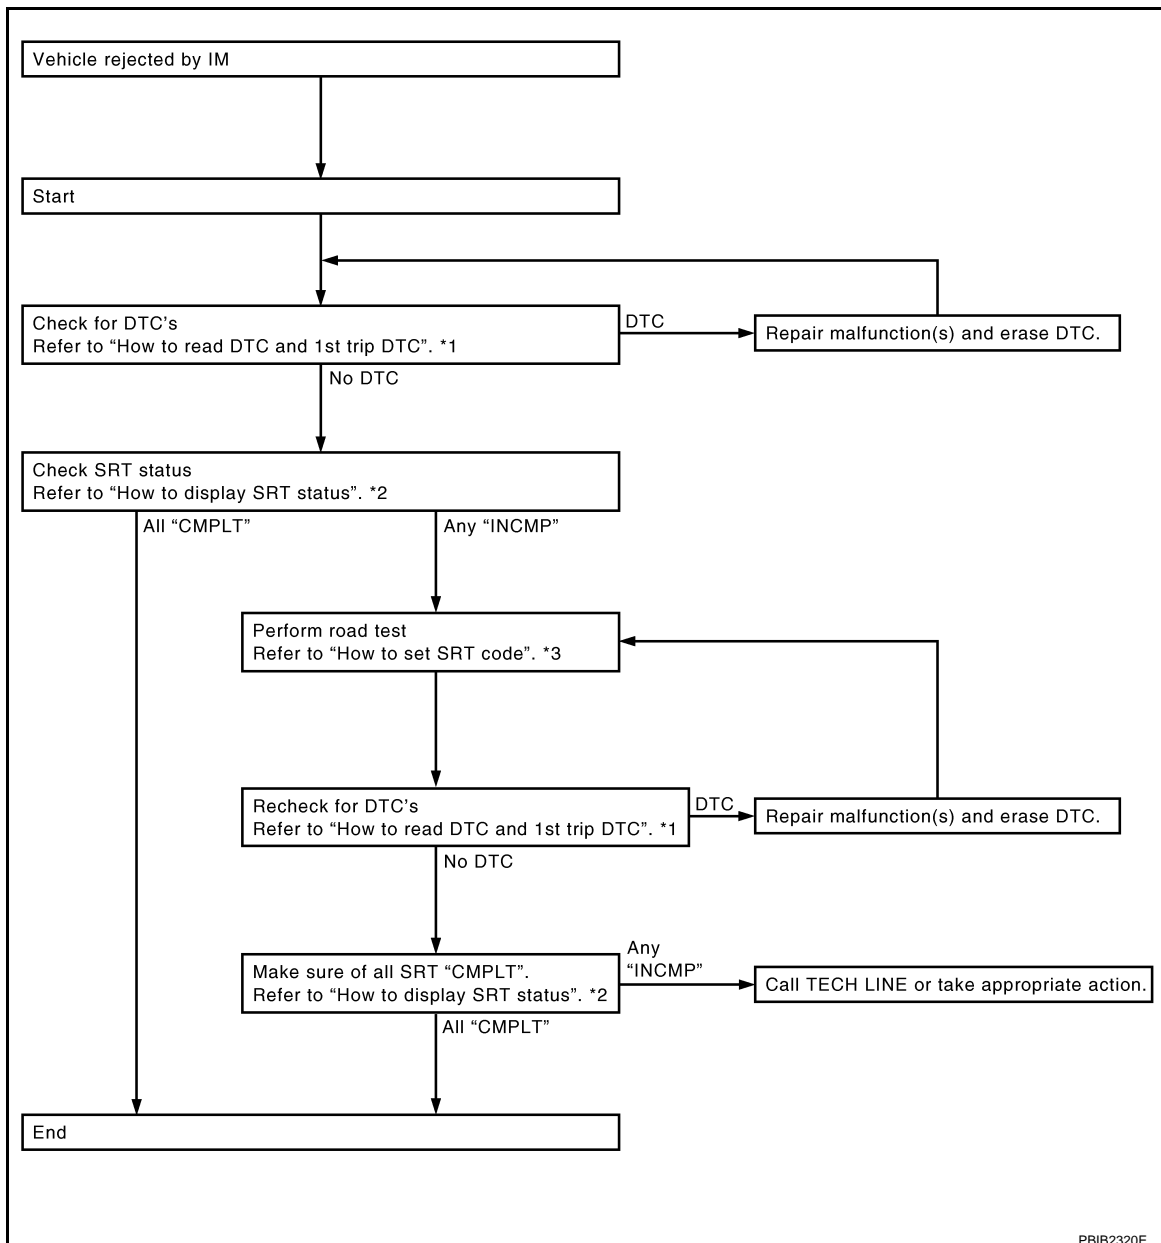 Vehicle rejected by IM
Start
Check for DTC's
Refer to “How to read DTC and 1st trip DTC”. *1
DTC
Repair malfunction(s) and erase DTC.
No DTC
Check SRT status
Refer to “How to display SRT status”. *2
All “CMPLT”
Any “INCMP”
Perform road test
Refer to “How to set SRT code”. *3
Recheck for DTC's
Refer to “How to read DTC and 1st trip DTC”. *1
DTC
Repair malfunction(s) and erase DTC.
No DTC
Make sure of all SRT “CMPLT”.
Refer to “How to display SRT status”. *2
Any
“INCMP”
Call TECH LINE or take appropriate action.
All “CMPLT”
End
PBIB2320E